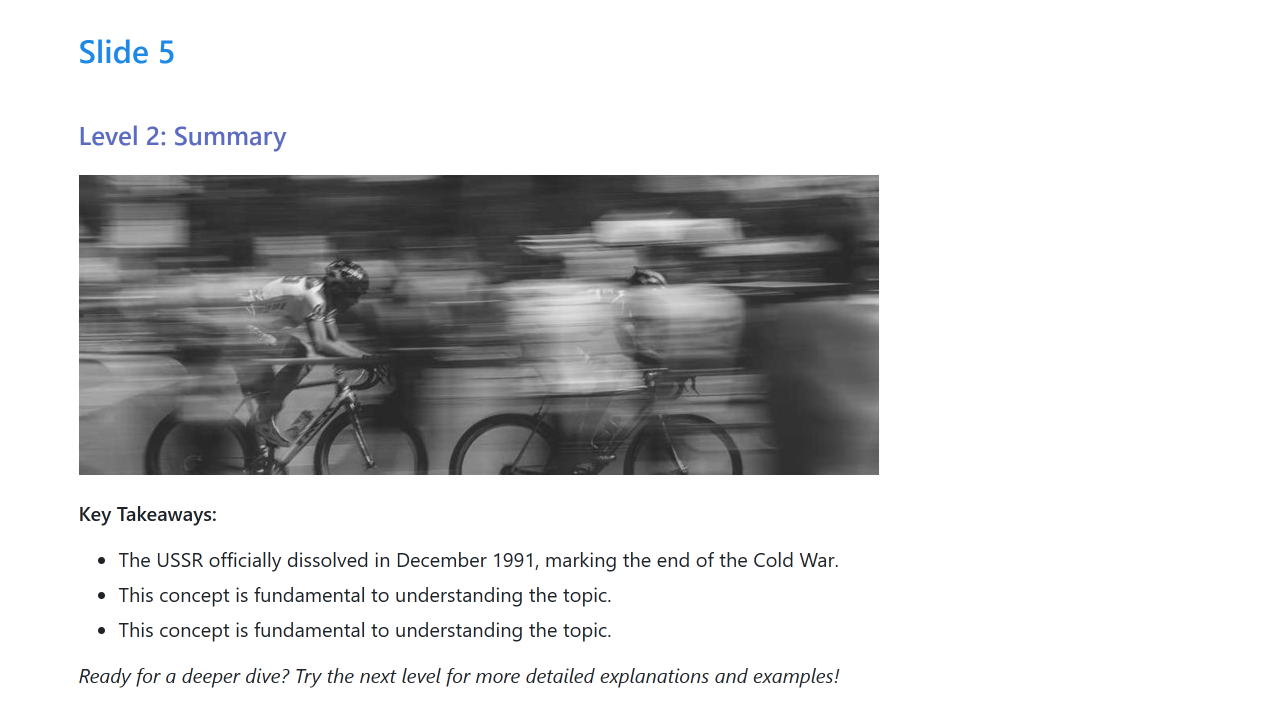 Slide 5
Level 2: Summary
Key Takeaways:
The USSR officially dissolved in December 1991, marking the end of the Cold War.
This concept is fundamental to understanding the topic.
This concept is fundamental to understanding the topic.
Ready for a deeper dive? Try the next level for more detailed explanations and examples!